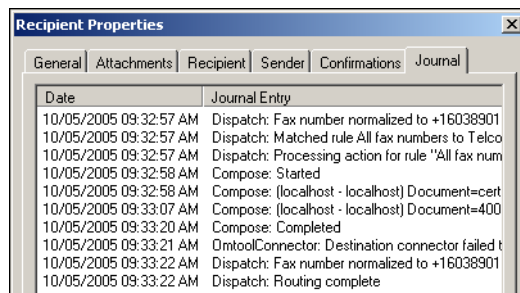 Recipient Properties
General Attachments Recipient Sender Confirmations Journal
Date Journal Entry
10/05/2005 09:32:57 AM Dispatch: Fax number normalized to +16038901
10/05/2005 09:32:57 AM Dispatch: Matched rule All fax numbers to Telco
10/05/2005 09:32:57 AM Dispatch: Processing action for rule "All fax num
10/05/2005 09:32:58 AM Compose: Started
10/05/2005 09:32:58 AM Compose: (localhost - localhost) Document=cert
10/05/2005 09:33:07 AM Compose: (localhost - localhost) Document=400
10/05/2005 09:33:20 AM Compose: Completed
10/05/2005 09:33:21 AM OmtoolConnector: Destination connector failed t
10/05/2005 09:33:22 AM Dispatch: Fax number normalized to +16038901
10/05/2005 09:33:22 AM Dispatch: Routing complete